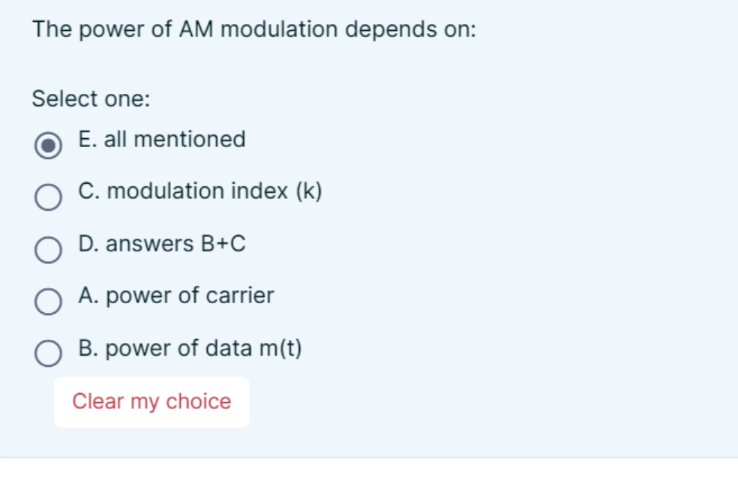 The power of AM modulation depends on:
Select one:
E. all mentioned
C. modulation index (k)
D. answers B+C
A. power of carrier
B. power of data m(t)
Clear my choice